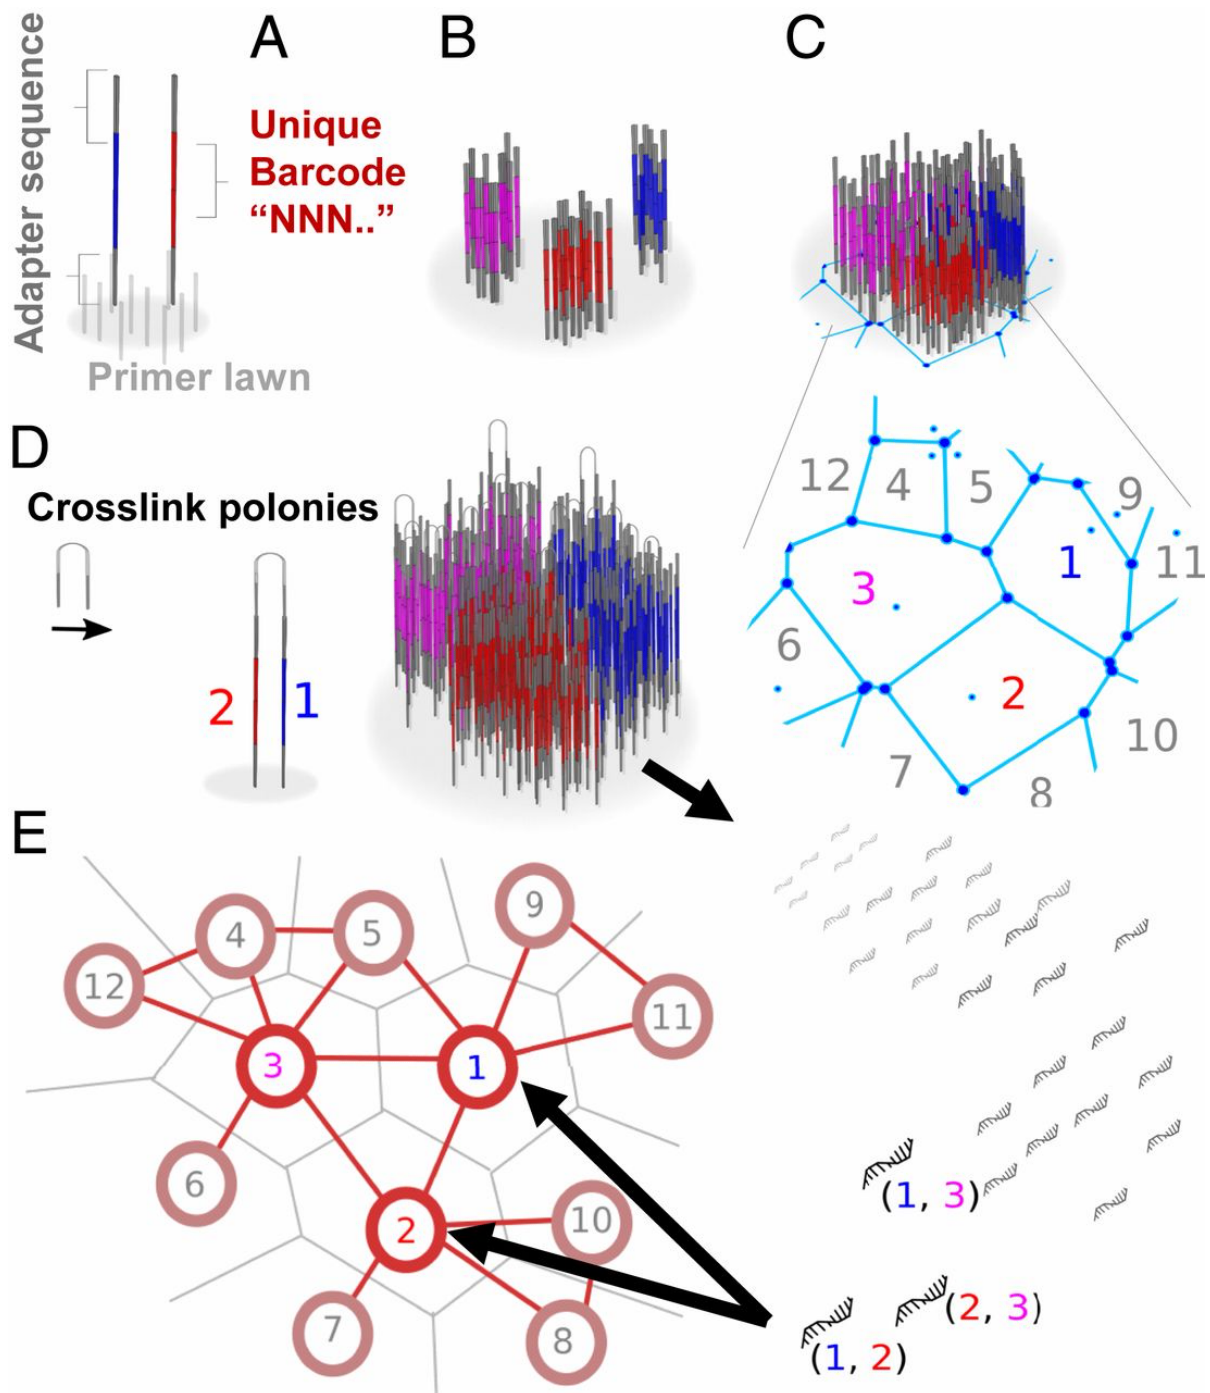 A
Adapter sequence
Unique
Barcode
“NNN..”
Primer lawn
B
C
12
4
5
9
1
11
3
6
2
10
7
8
D
Crosslink polonies
2
1
E
9
4
5
12
11
3
1
6
2
10
7
8
(1, 3)
(2, 3)
(1, 2)